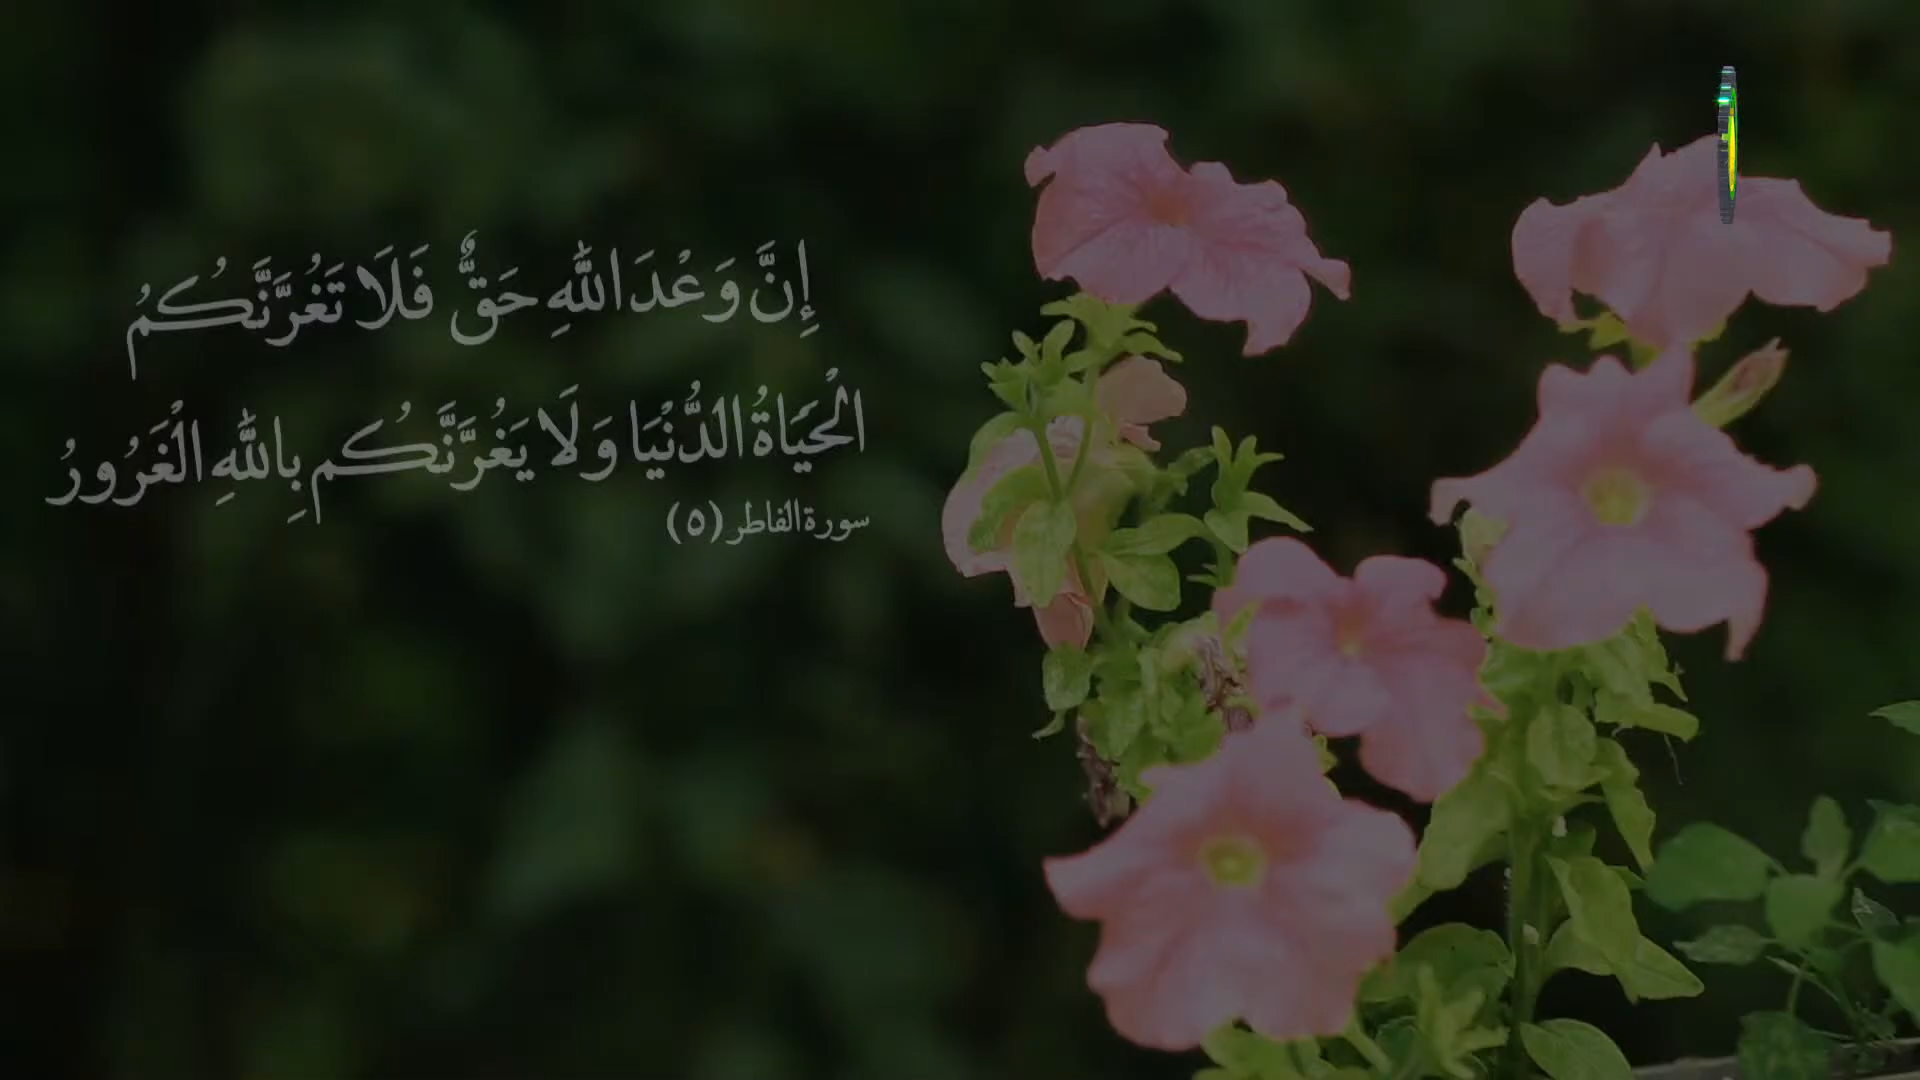 إِنَّ وَعْدَ اللَّهِ حَقٌّ فَلَا تَغُرَّنَّكُمُ
الْحَيَاةُ الدُّنْيَا وَلَا يَغُرَّنَّكُم بِاللَّهِ الْغَرُورُ
سورة الفاطر (٥)